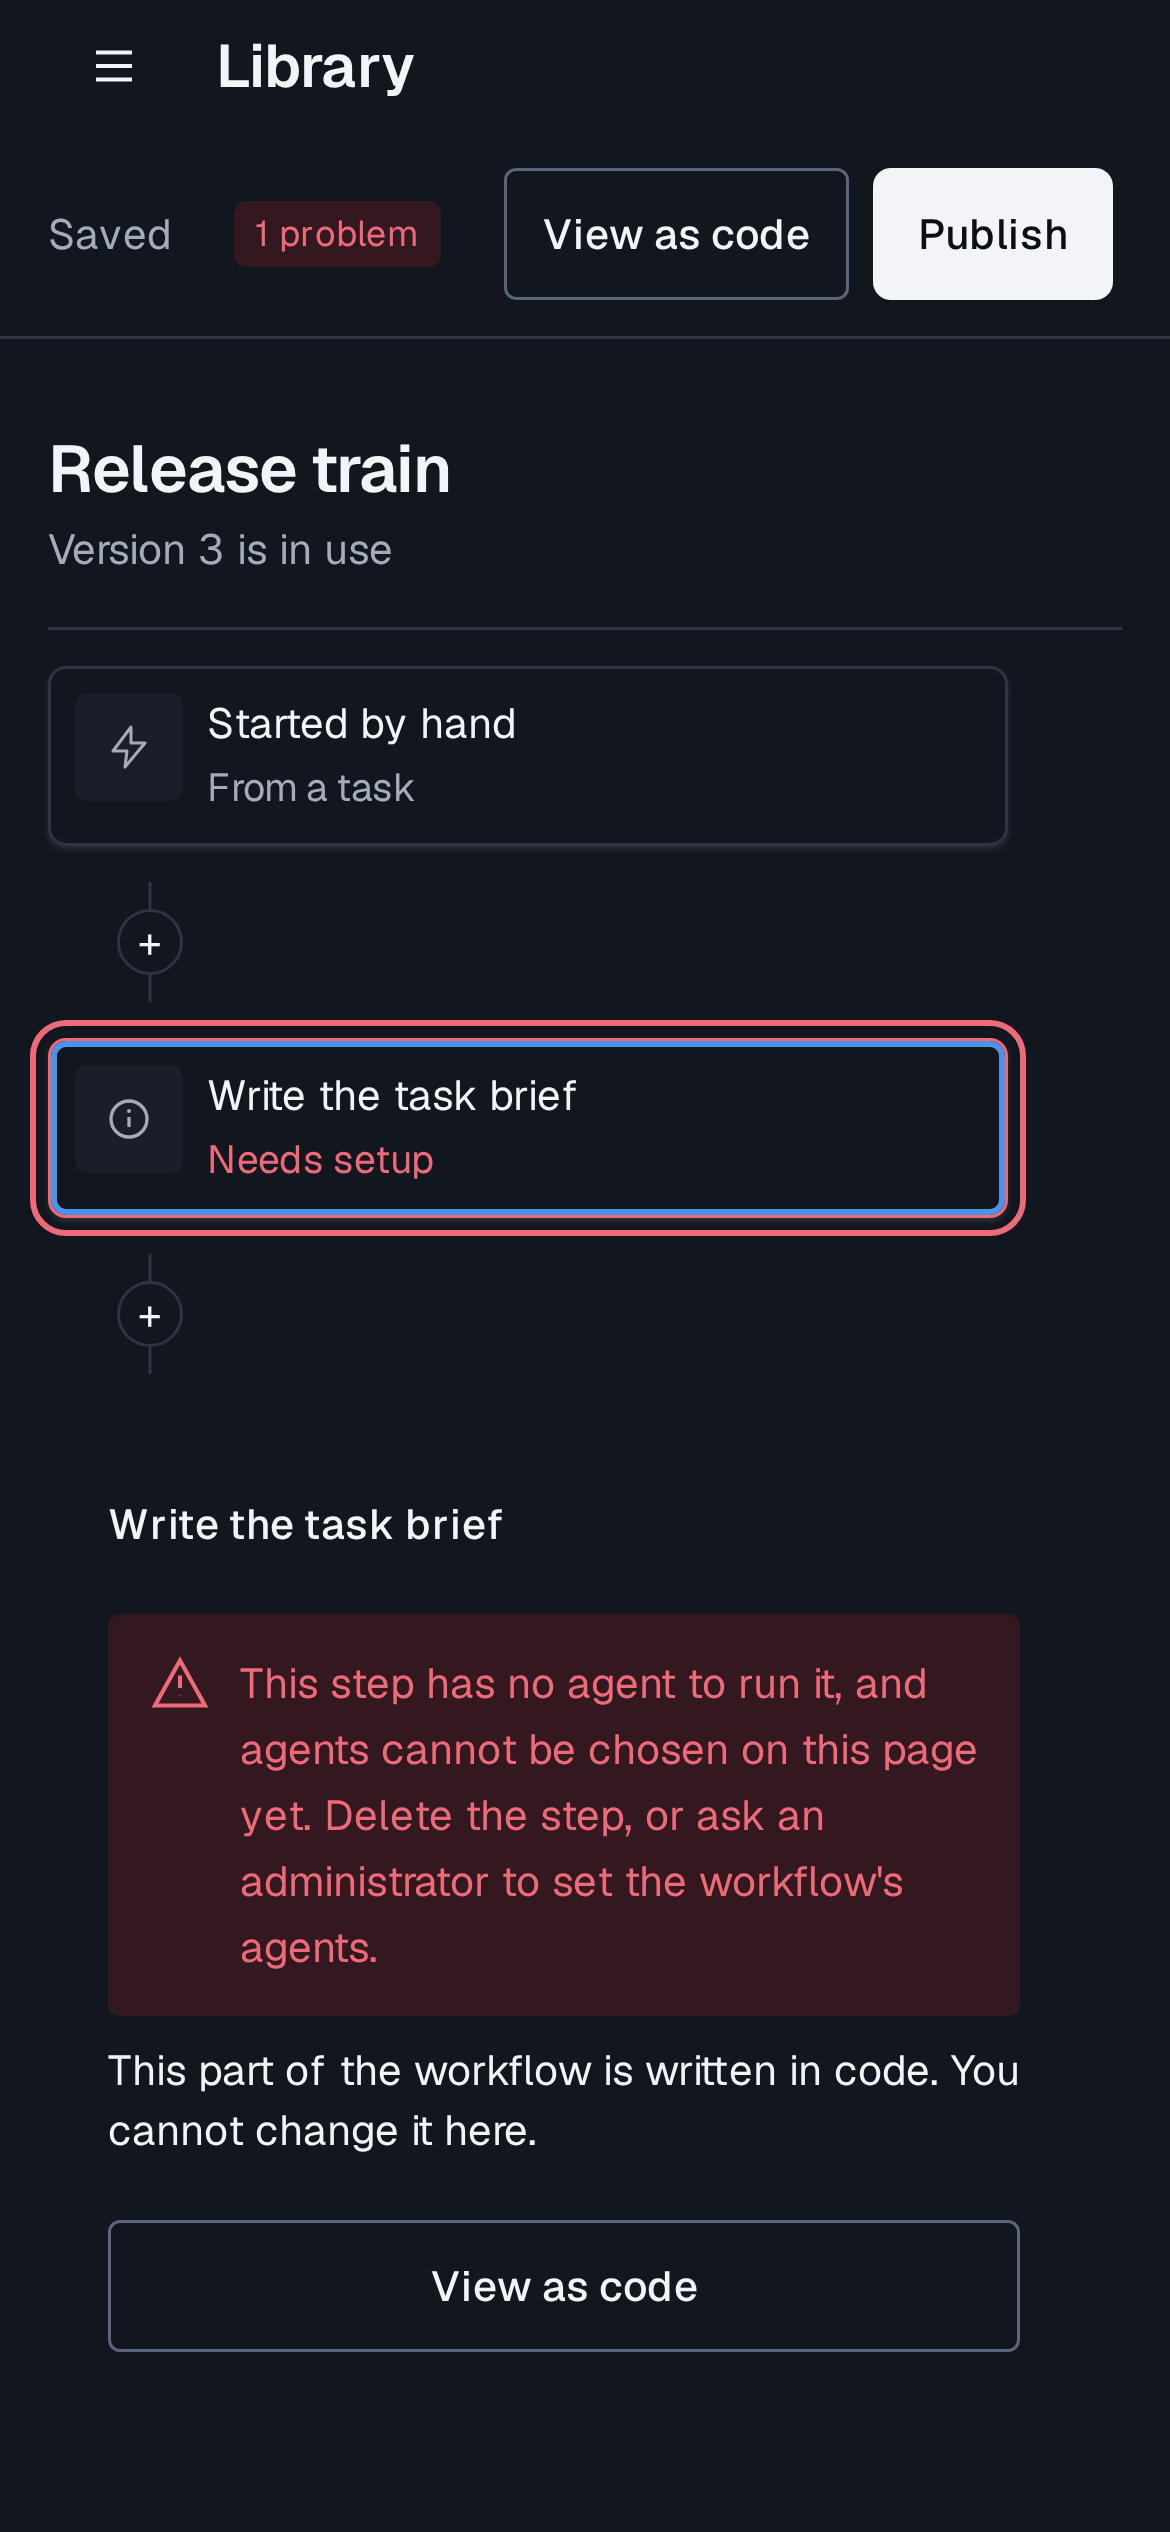 Library
Saved
1 problem
View as code
Publish
Release train
Version 3 is in use
Started by hand
From a task
+
Write the task brief
Needs setup
+
Write the task brief
This step has no agent to run it, and
agents cannot be chosen on this page
yet. Delete the step, or ask an
administrator to set the workflow's
agents.
This part of the workflow is written in code. You
cannot change it here.
View as code